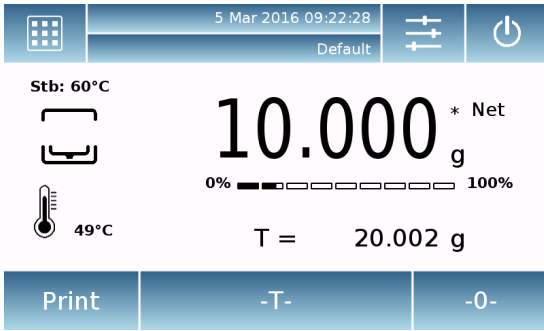 5 Mar 2016 09:22:28
Default
Stb: 60°C
10.000 * Net
g
0% 100%
49°C
T = 20.002 g
Print -T- -0-